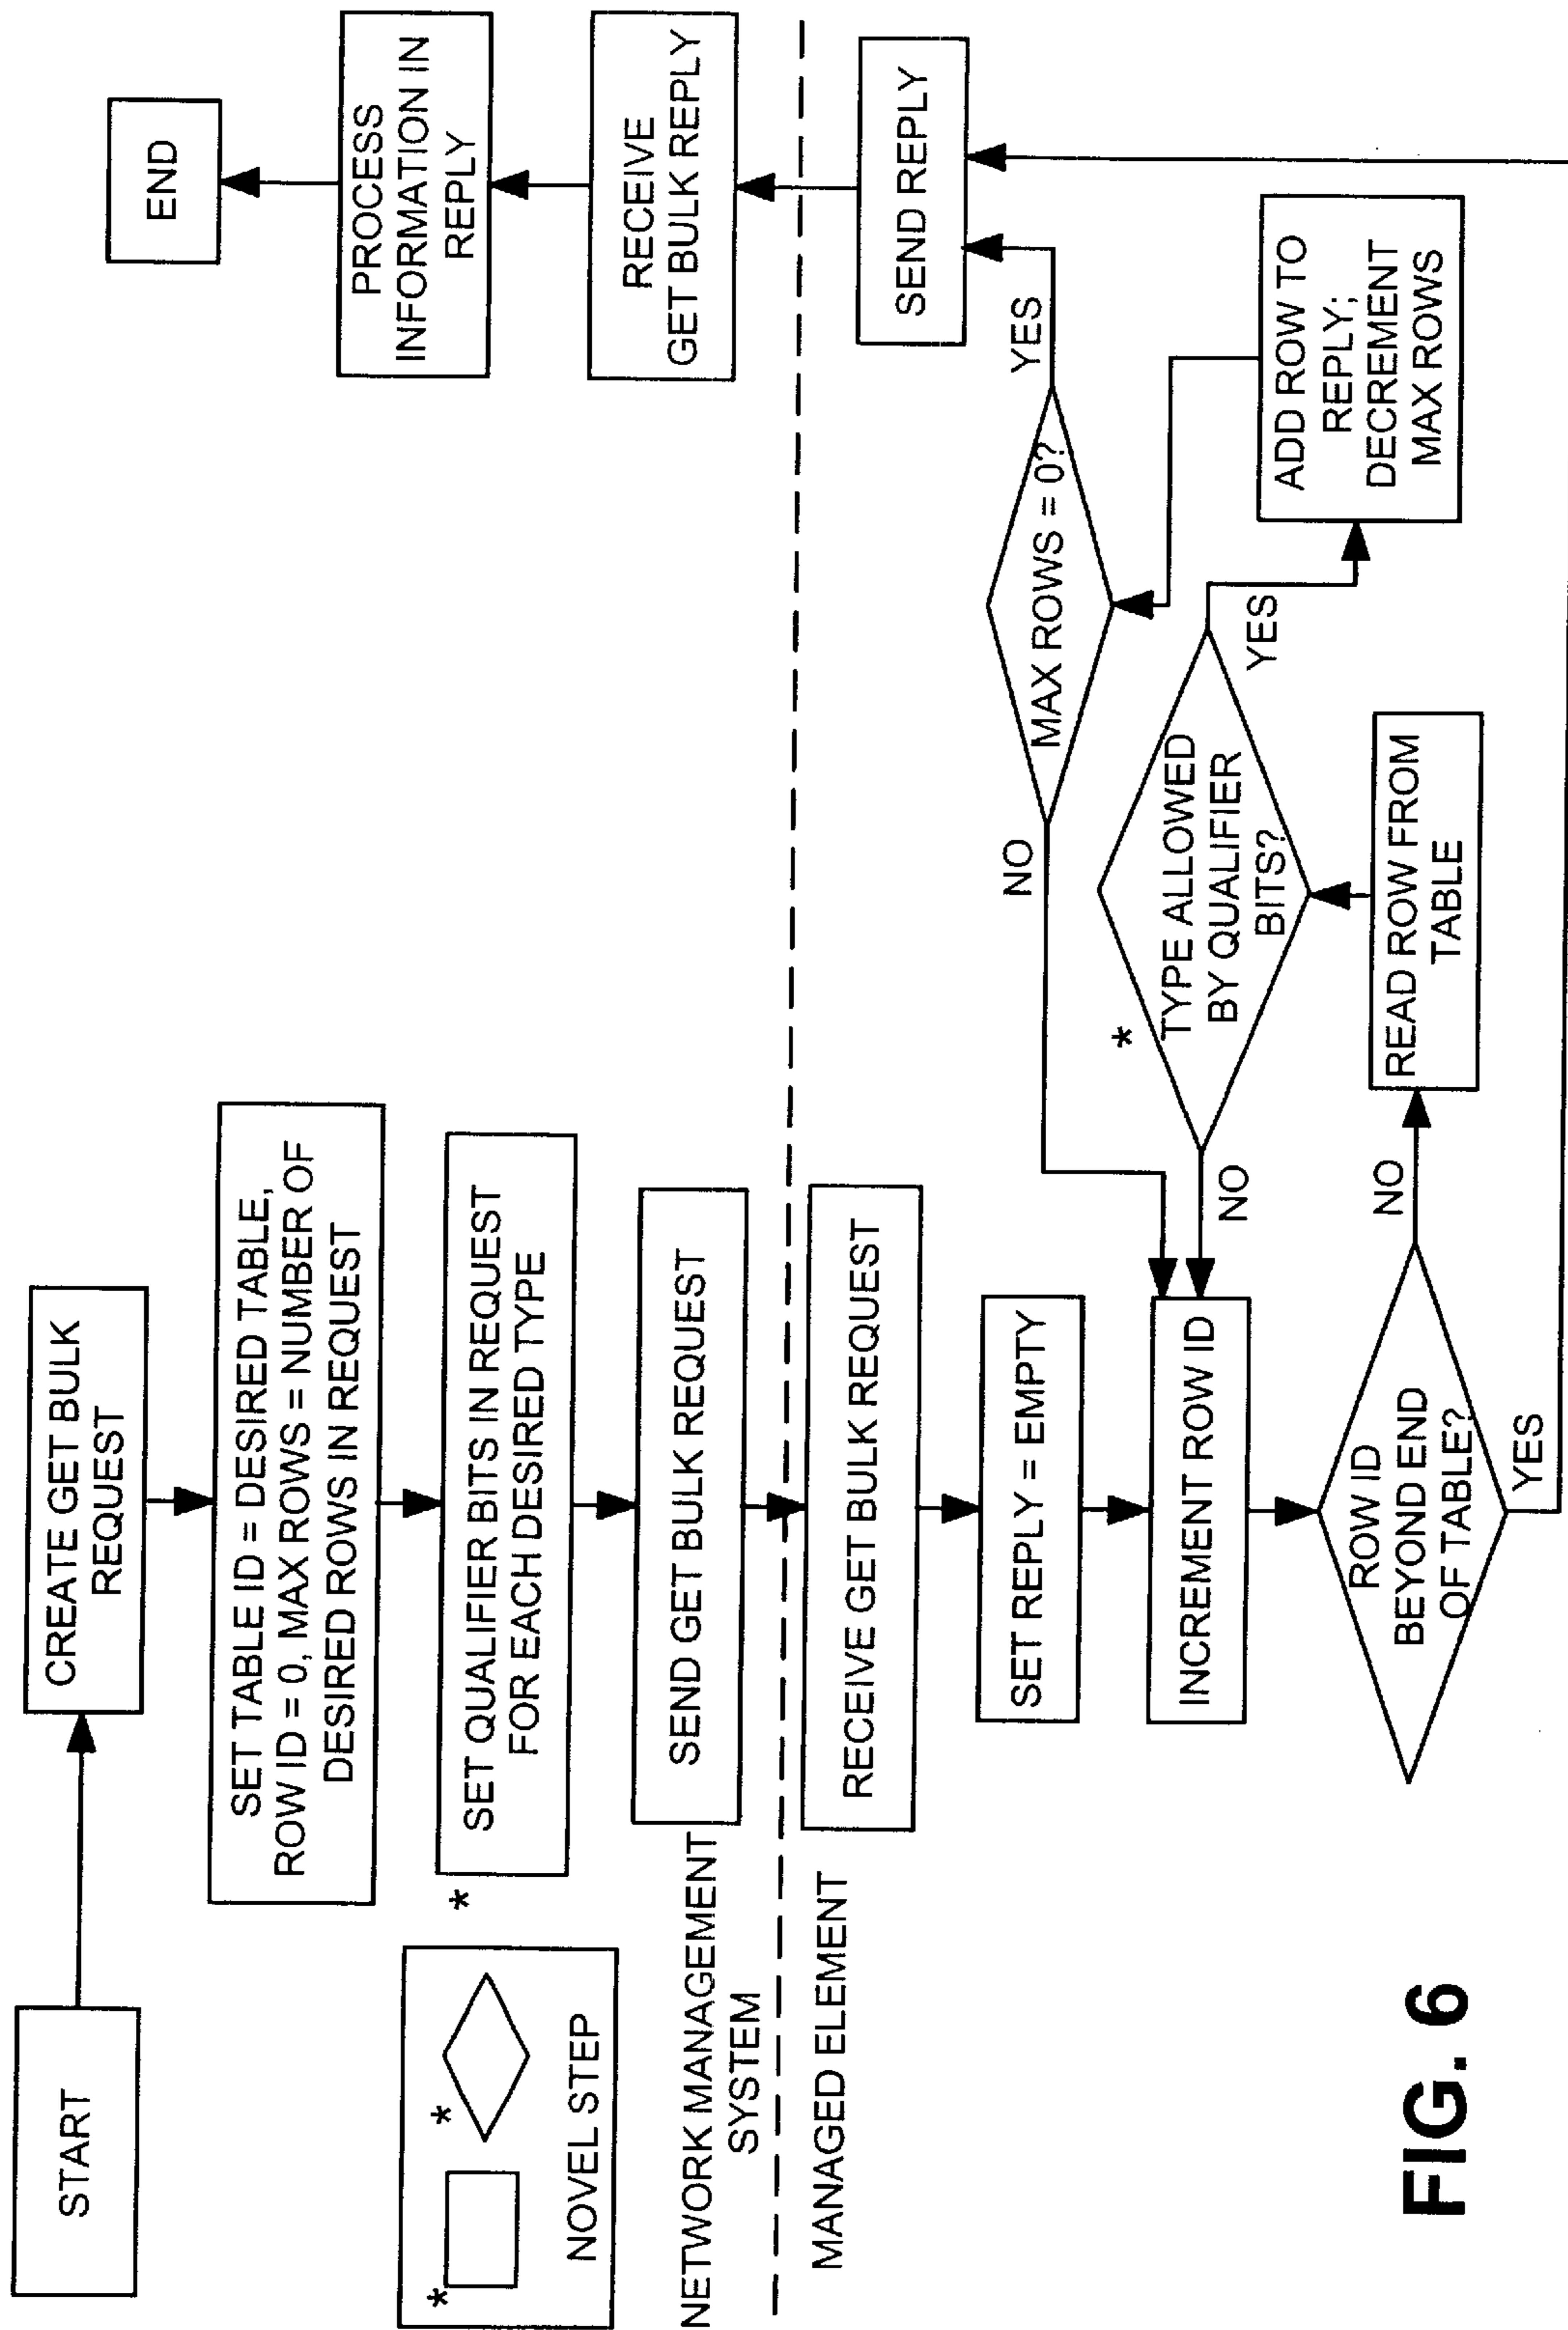 START
CREATE GET BULK
REQUEST
SET TABLE ID = DESIRED TABLE,
ROW ID = 0, MAX ROWS = NUMBER OF
DESIRED ROWS IN REQUEST
*
SET QUALIFIER BITS IN REQUEST
FOR EACH DESIRED TYPE
SEND GET BULK REQUEST
*
*
NOVEL STEP
NETWORK MANAGEMENT
SYSTEM
MANAGED ELEMENT
RECEIVE GET BULK REQUEST
SET REPLY = EMPTY
INCREMENT ROW ID
ROW ID
BEYOND END
OF TABLE?
YES
NO
READ ROW FROM
TABLE
*
TYPE ALLOWED
BY QUALIFIER
BITS?
NO
YES
ADD ROW TO
REPLY;
DECREMENT
MAX ROWS
MAX ROWS = 0?
NO
YES
SEND REPLY
RECEIVE
GET BULK REPLY
PROCESS
INFORMATION IN
REPLY
END
FIG. 6